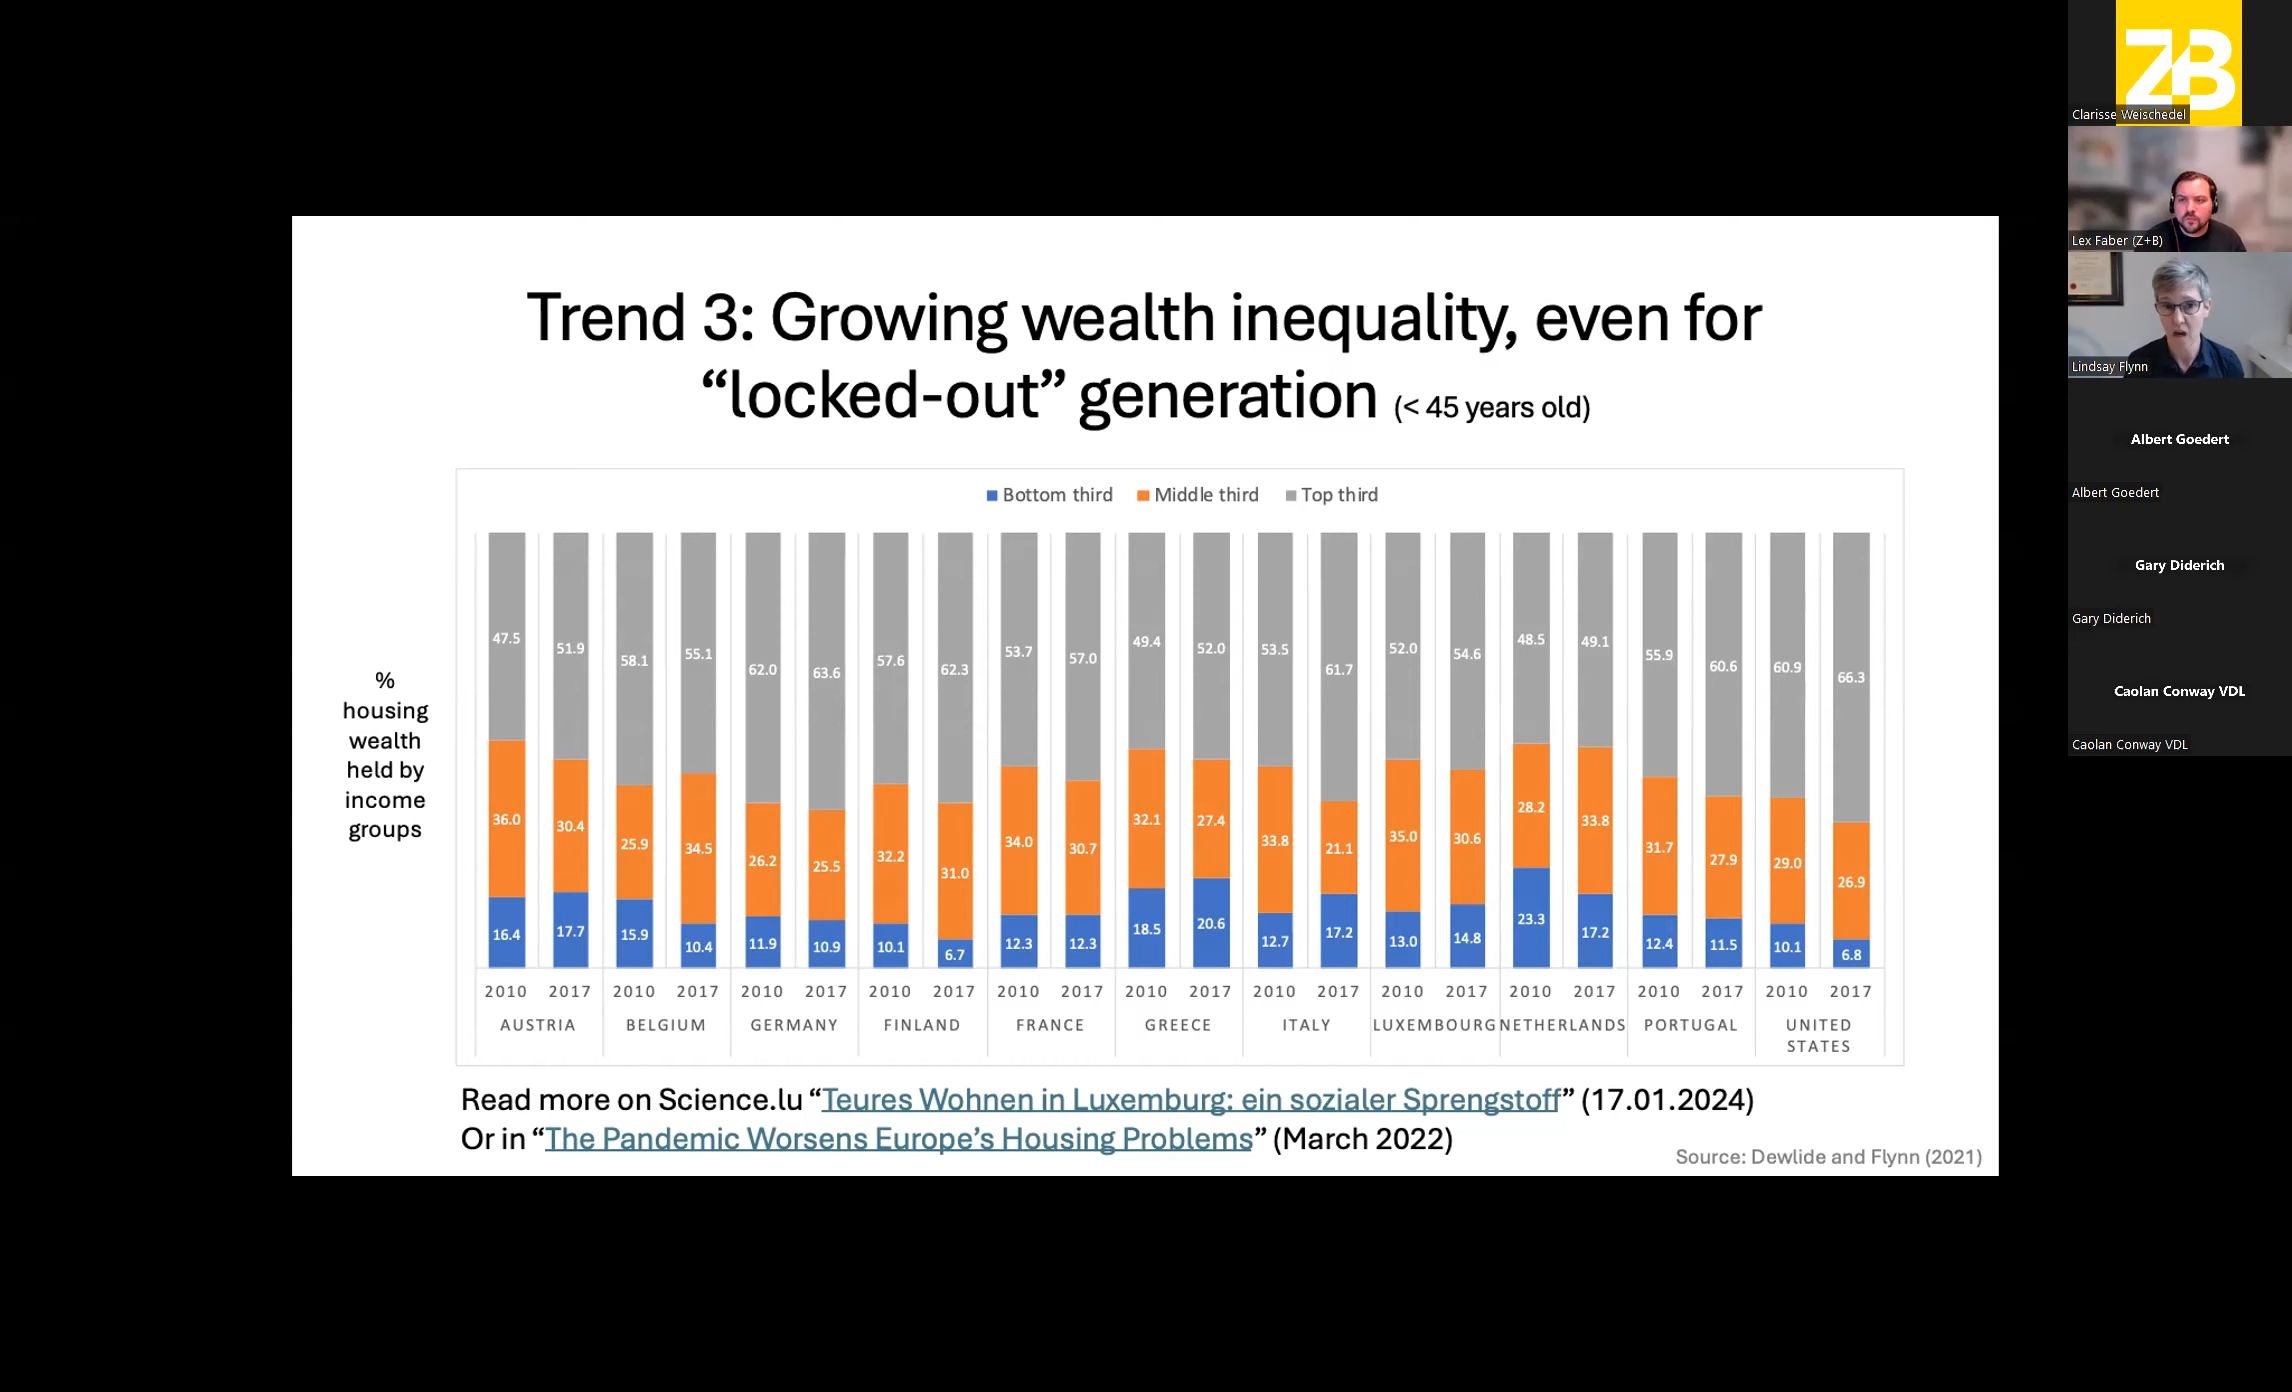 Trend 3: Growing wealth inequality, even for
“locked-out” generation (< 45 years old)
Bottom third Middle third Top third
%
housing
wealth
held by
income
groups
47.5 51.9 58.1 55.1 62.0 63.6 57.6 62.3 53.7 57.0 49.4 52.0 53.5 61.7 52.0 54.6 48.5 49.1 55.9 60.6 60.9 66.3
36.0 30.4 25.9 34.5 26.2 25.5 32.2 31.0 34.0 30.7 32.1 27.4 33.8 21.1 35.0 30.6 28.2 33.8 31.7 27.9 29.0 26.9
16.4 17.7 15.9 10.4 11.9 10.9 10.1 6.7 12.3 12.3 18.5 20.6 12.7 17.2 13.0 14.8 23.3 17.2 12.4 11.5 10.1 6.8
2010 2017 2010 2017 2010 2017 2010 2017 2010 2017 2010 2017 2010 2017 2010 2017 2010 2017 2010 2017 2010 2017
AUSTRIA BELGIUM GERMANY FINLAND FRANCE GREECE ITALY LUXEMBOURG NETHERLANDS PORTUGAL UNITED
STATES
Read more on Science.lu “Teures Wohnen in Luxemburg: ein sozialer Sprengstoff” (17.01.2024)
Or in “The Pandemic Worsens Europe’s Housing Problems” (March 2022)
Source: Dewlide and Flynn (2021)
ZB
Clarisse Weischedel
Lex Faber (Z+B)
Lindsay Flynn
Albert Goedert
Albert Goedert
Gary Diderich
Gary Diderich
Caolan Conway VDL
Caolan Conway VDL